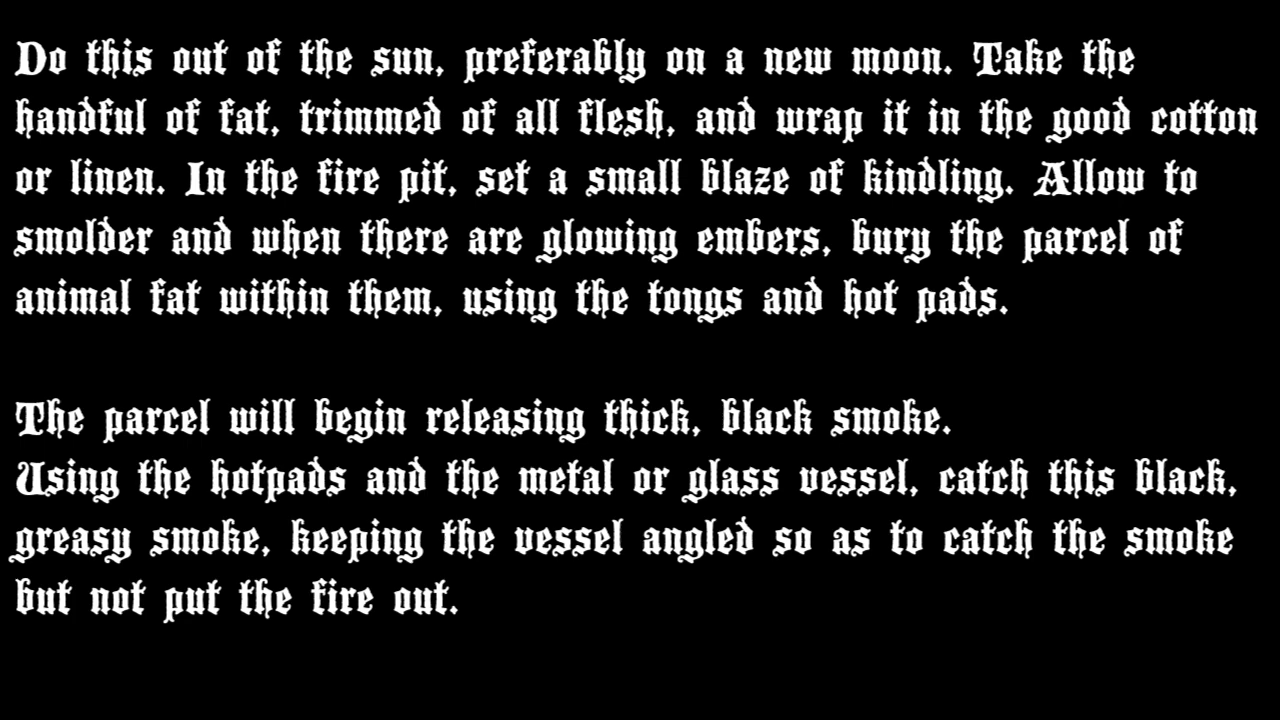 Do this out of the sun, preferably on a new moon. Take the
handful of fat, trimmed of all flesh, and wrap it in the good cotton
or linen. In the fire pit, set a small blaze of kindling. Allow to
smolder and when there are glowing embers, bury the parcel of
animal fat within them, using the tongs and hot pads.
The parcel will begin releasing thick, black smoke.
Using the hotpads and the metal or glass vessel, catch this black,
greasy smoke, keeping the vessel angled so as to catch the smoke
but not put the fire out.